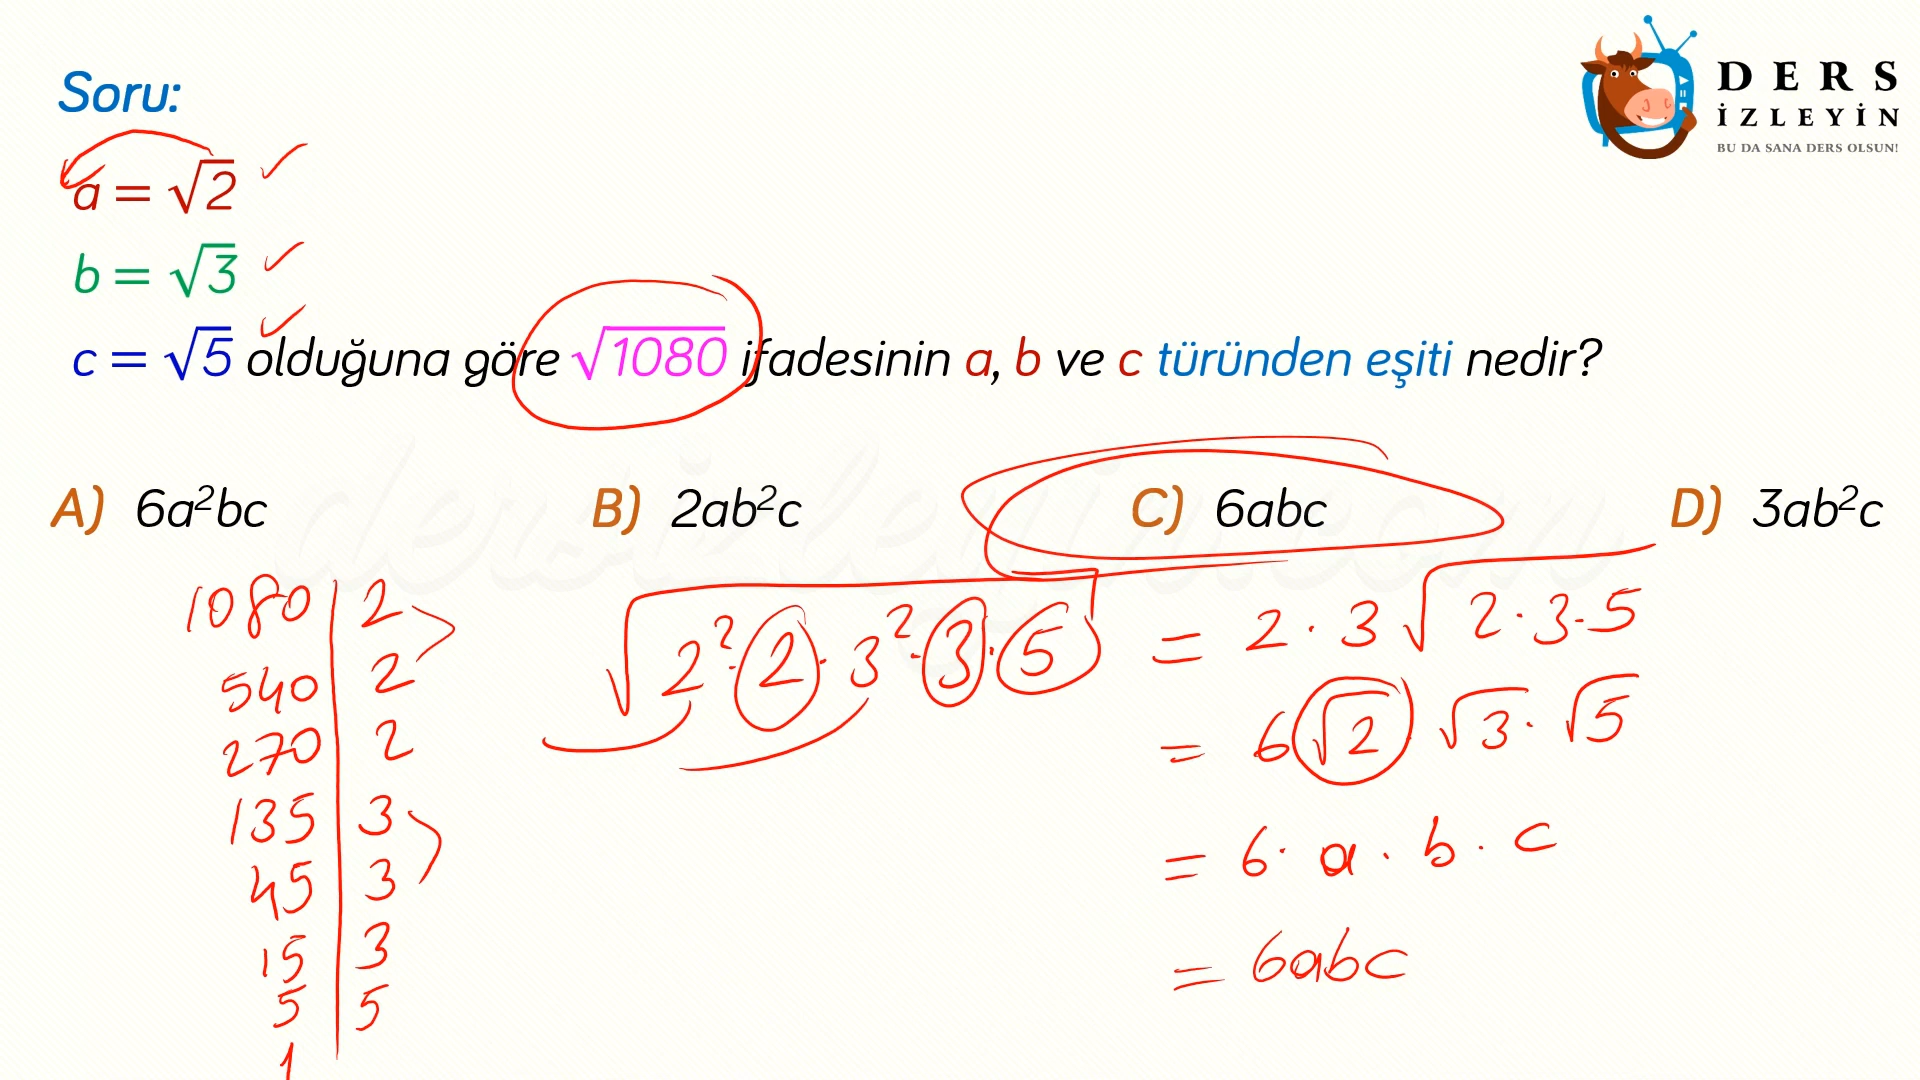 DERS
İZLEYİN
BU DA SANA DERS OLSUN!
Soru:
a = √2
b = √3
c = √5 olduğuna göre √1080 ifadesinin a, b ve c türünden eşiti nedir?
A) 6a²bc B) 2ab²c C) 6abc D) 3ab²c
1080 | 2
540 | 2
270 | 2
135 | 3
45 | 3
15 | 3
5 | 5
1
√(2²·2·3²·3·5) = 2·3√(2·3·5)
= 6√2 √3·√5
= 6·a·b·c
= 6abc